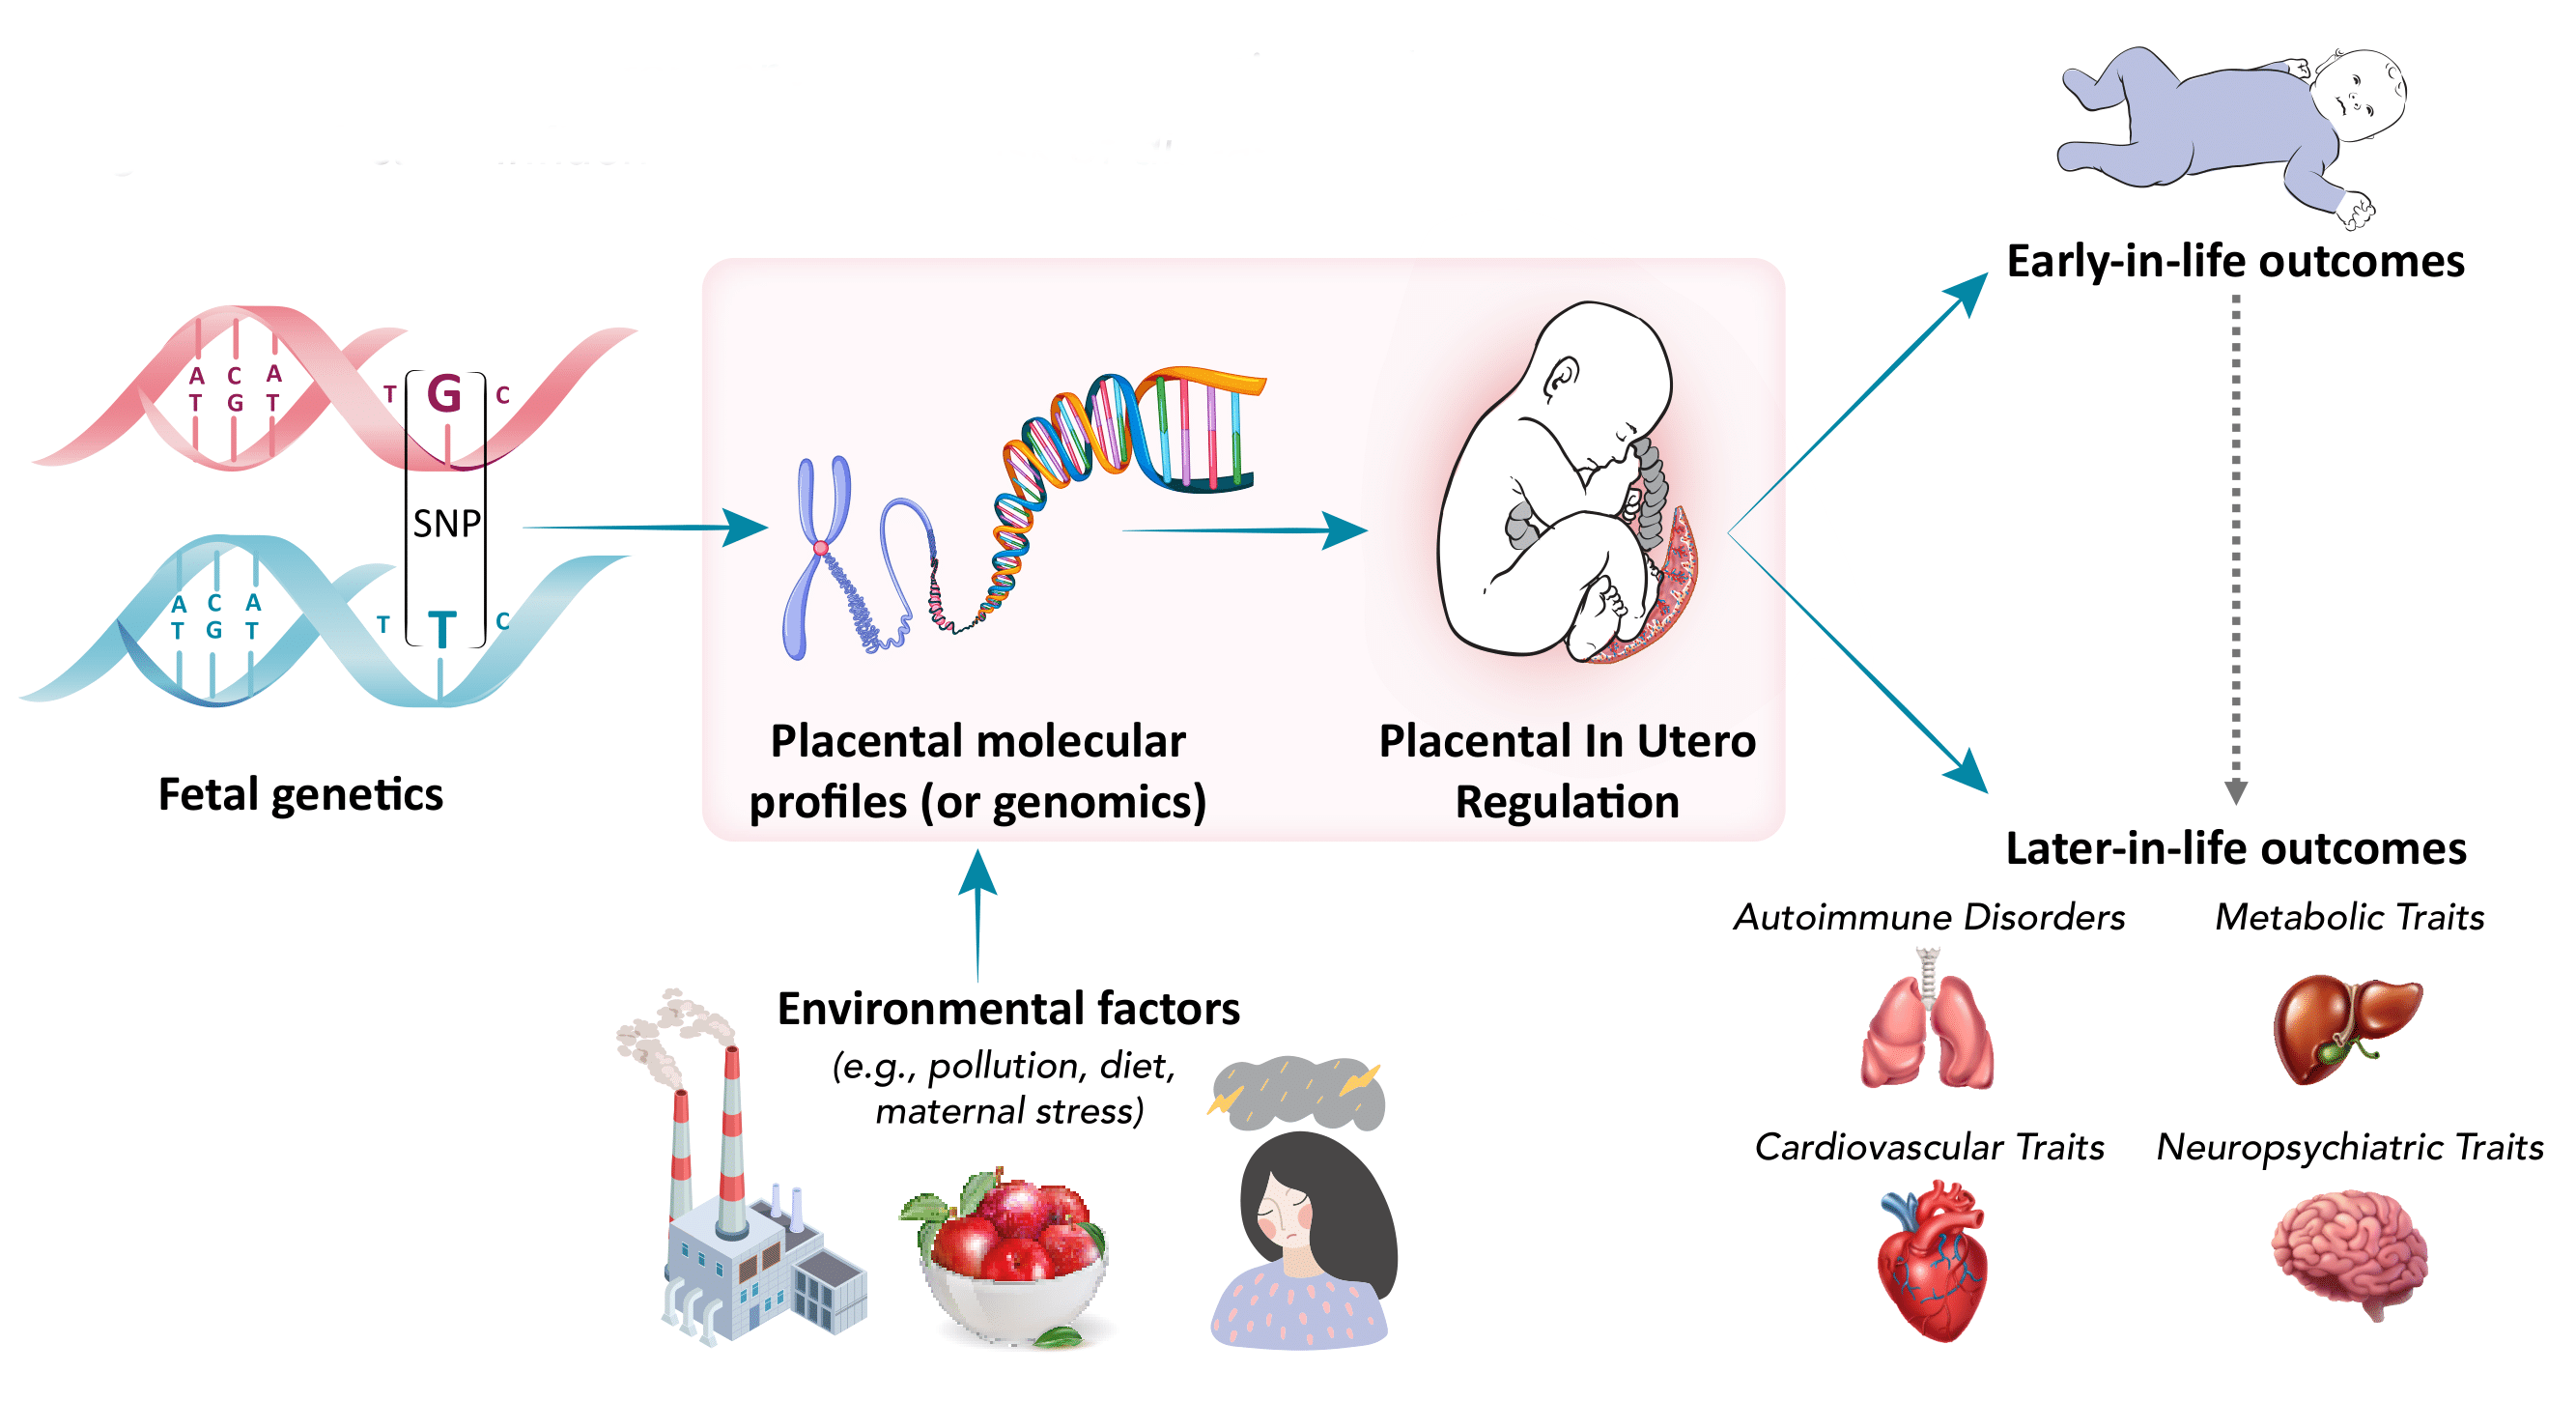 Early-in-life outcomes
A C A
T G T
T G C
SNP
A C A
T G T
T T C
Fetal genetics
Placental molecular
profiles (or genomics)
Placental In Utero
Regulation
Later-in-life outcomes
Autoimmune Disorders
Metabolic Traits
Cardiovascular Traits
Neuropsychiatric Traits
Environmental factors
(e.g., pollution, diet,
maternal stress)